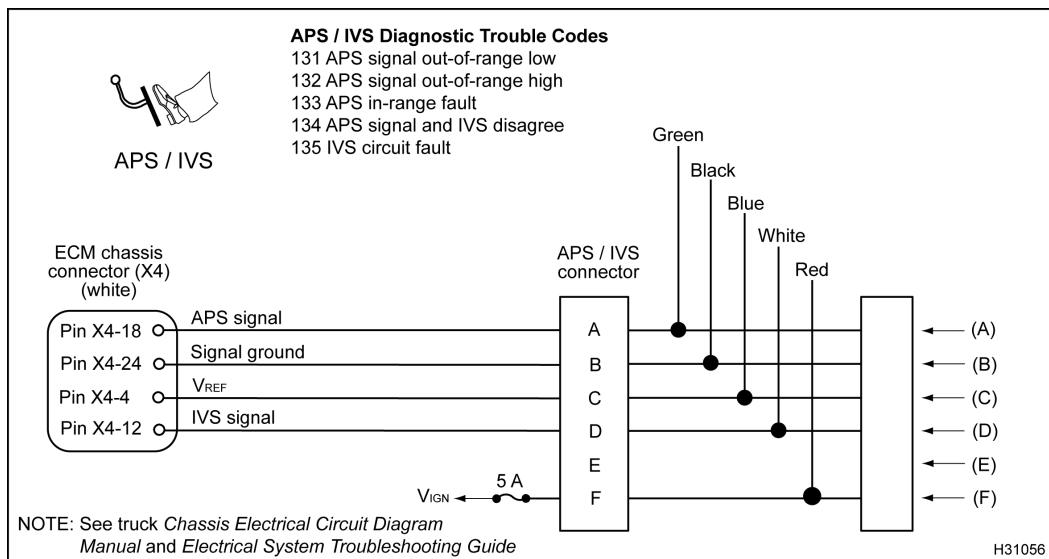 APS / IVS Diagnostic Trouble Codes
131 APS signal out-of-range low
132 APS signal out-of-range high
133 APS in-range fault
134 APS signal and IVS disagree
135 IVS circuit fault
APS / IVS
Green
Black
Blue
White
Red
ECM chassis
connector (X4)
(white)
APS / IVS
connector
Pin X4-18
APS signal
A
(A)
Pin X4-24
Signal ground
B
(B)
Pin X4-4
VREF
C
(C)
Pin X4-12
IVS signal
D
(D)
E
(E)
VIGN
5 A
F
(F)
NOTE: See truck Chassis Electrical Circuit Diagram
Manual and Electrical System Troubleshooting Guide
H31056